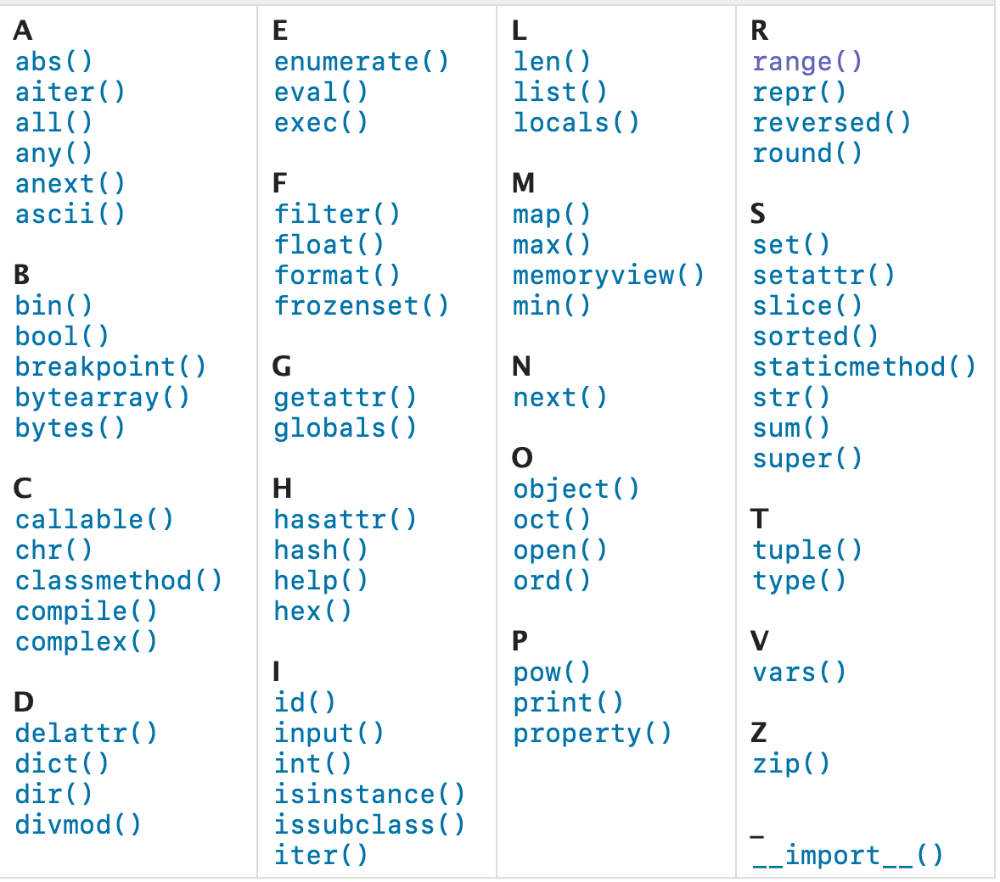 A
abs()
aiter()
all()
any()
anext()
ascii()
B
bin()
bool()
breakpoint()
bytearray()
bytes()
C
callable()
chr()
classmethod()
compile()
complex()
D
delattr()
dict()
dir()
divmod()
E
enumerate()
eval()
exec()
F
filter()
float()
format()
frozenset()
G
getattr()
globals()
H
hasattr()
hash()
help()
hex()
I
id()
input()
int()
isinstance()
issubclass()
iter()
L
len()
list()
locals()
M
map()
max()
memoryview()
min()
N
next()
O
object()
oct()
open()
ord()
P
pow()
print()
property()
R
range()
repr()
reversed()
round()
S
set()
setattr()
slice()
sorted()
staticmethod()
str()
sum()
super()
T
tuple()
type()
V
vars()
Z
zip()
_
__import__()